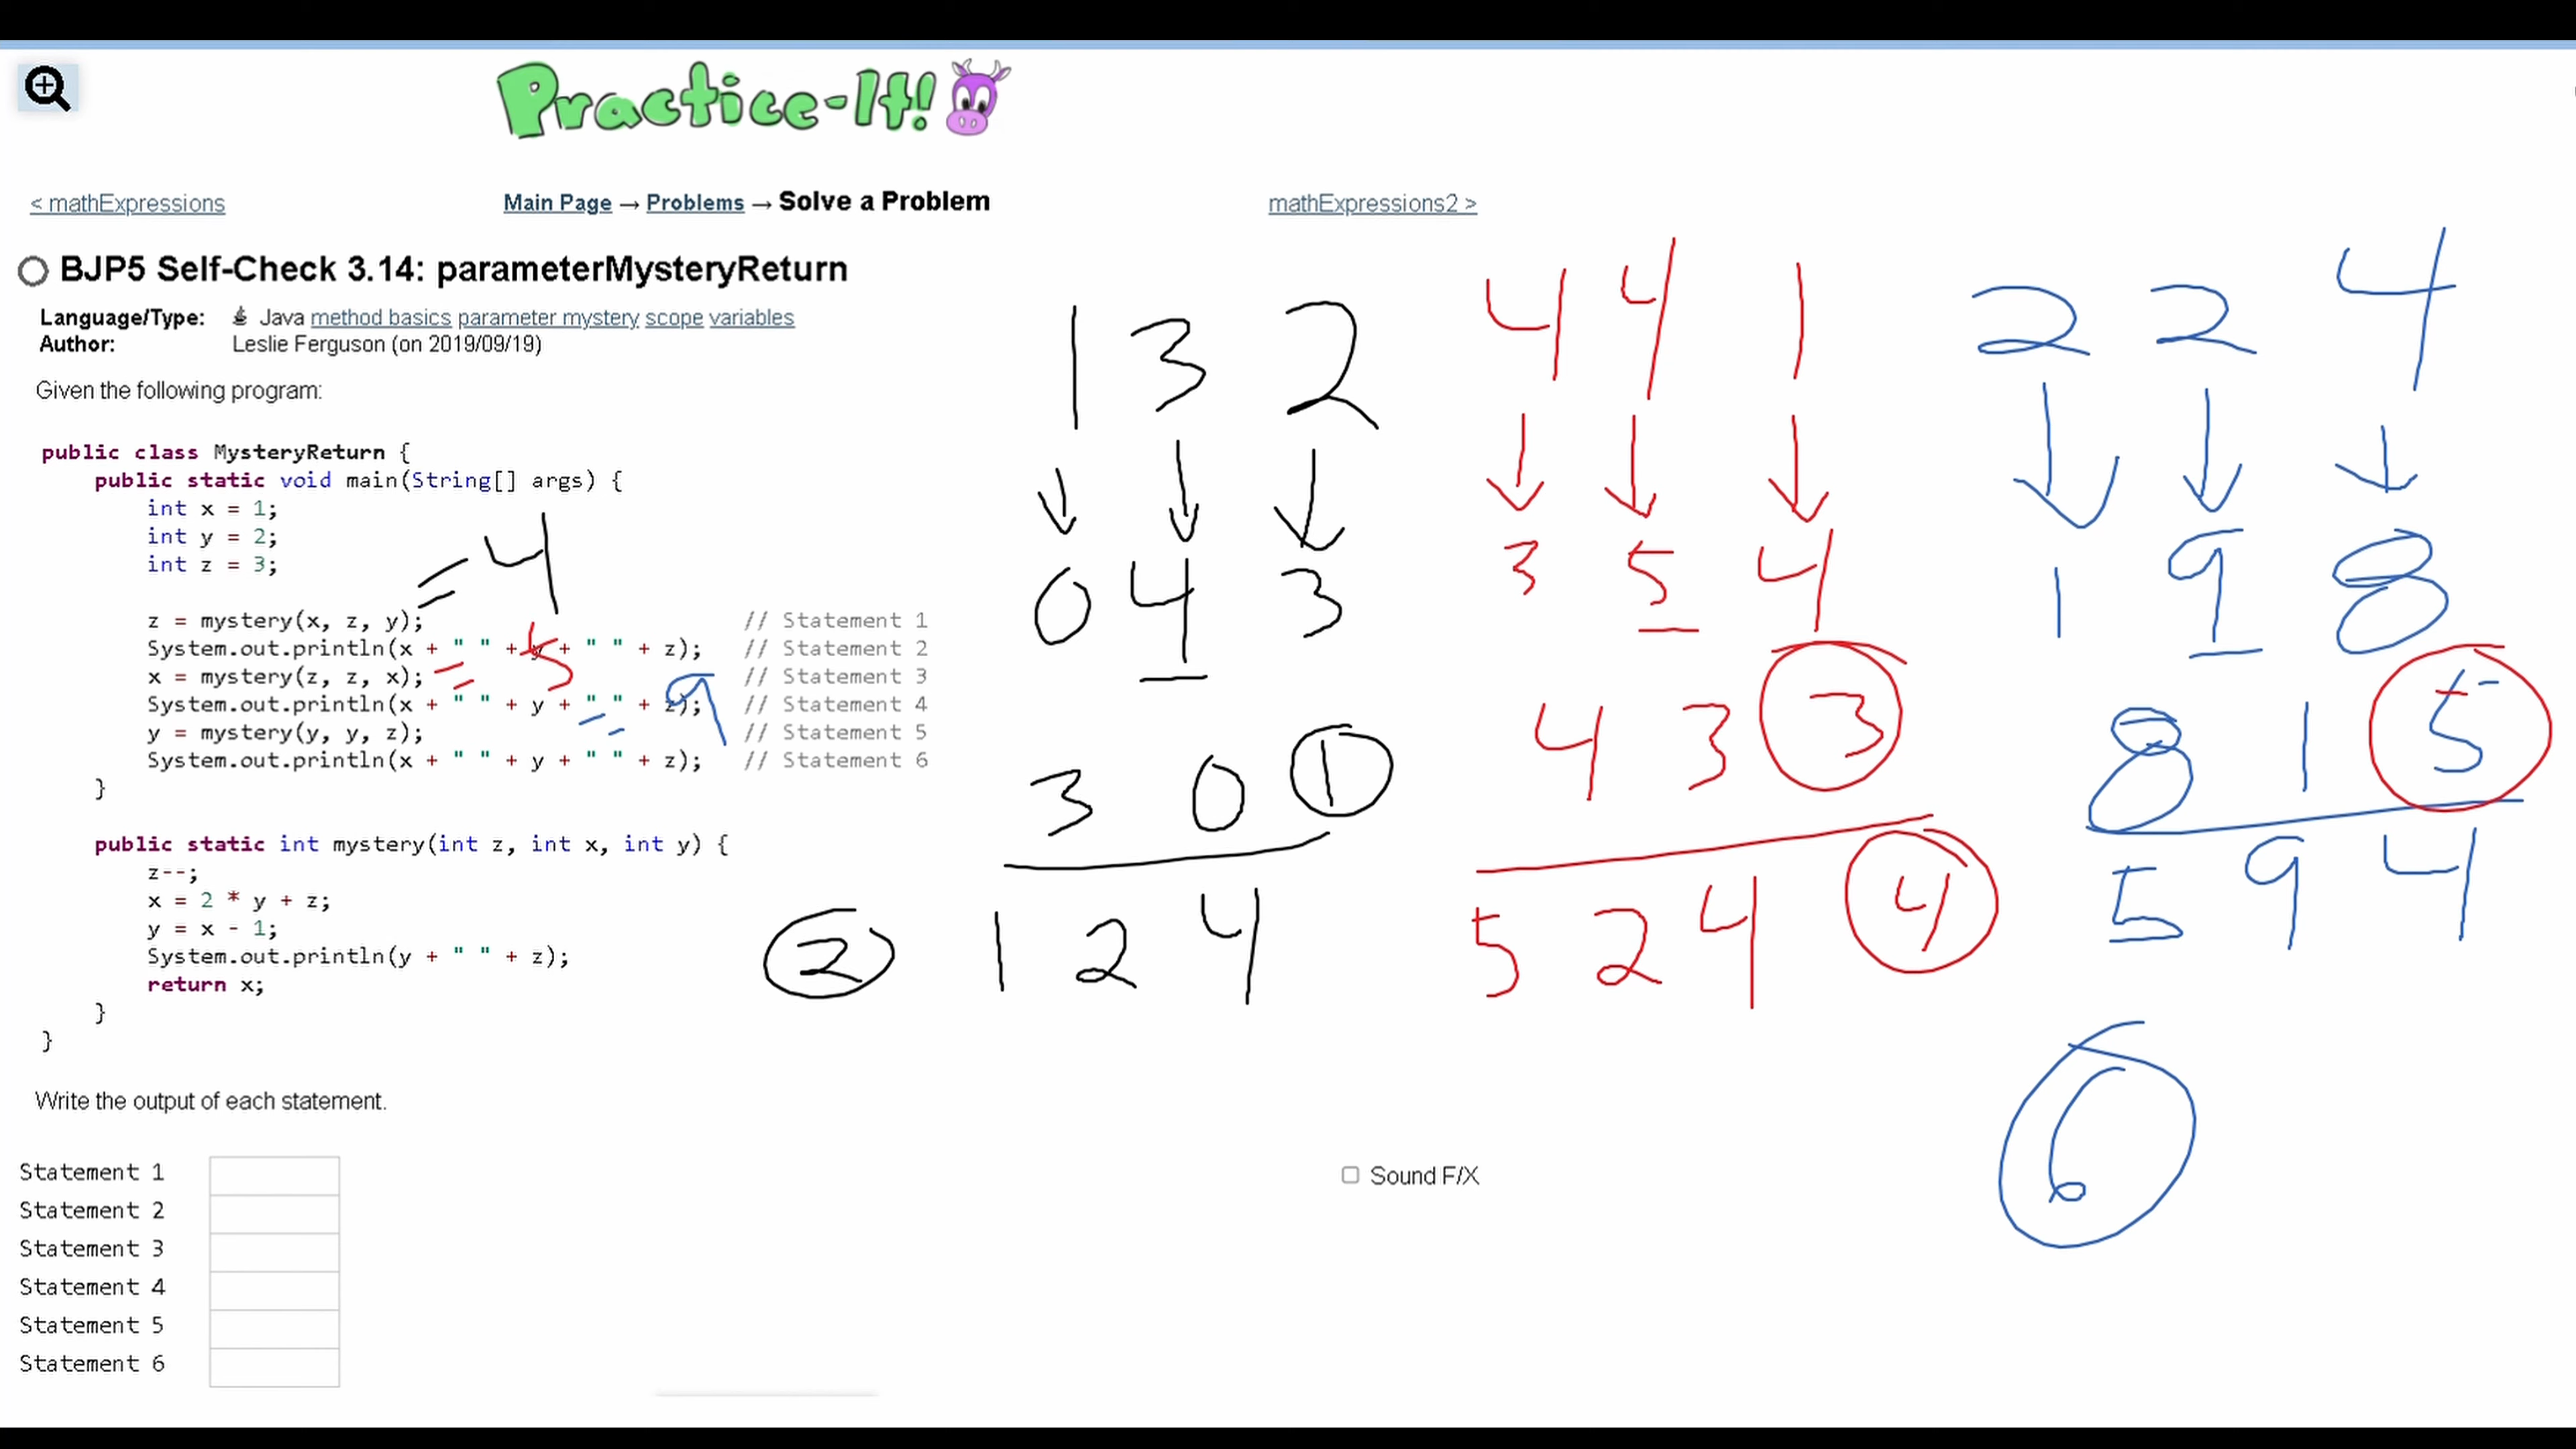 Practice-It!
< mathExpressions Main Page → Problems → Solve a Problem mathExpressions2 >
BJP5 Self-Check 3.14: parameterMysteryReturn
Language/Type: Java method basics parameter mystery scope variables
Author: Leslie Ferguson (on 2019/09/19)
Given the following program:
public class MysteryReturn {
public static void main(String[] args) {
int x = 1;
int y = 2;
int z = 3;
z = mystery(x, z, y); // Statement 1
System.out.println(x + " " + y + " " + z); // Statement 2
x = mystery(z, z, x); // Statement 3
System.out.println(x + " " + y + " " + z); // Statement 4
y = mystery(y, y, z); // Statement 5
System.out.println(x + " " + y + " " + z); // Statement 6
}
public static int mystery(int z, int x, int y) {
z--;
x = 2 * y + z;
y = x - 1;
System.out.println(y + " " + z);
return x;
}
}
Write the output of each statement.
Statement 1
Statement 2
Statement 3
Statement 4
Statement 5
Statement 6
Sound F/X
= 4
= 5
= 9
1 3 2
0 4 3
3 0 1
2 1 2 4
4 4 1
3 5 4
4 3 3
5 2 4 4
2 2 4
1 9 8
8 1 5
5 9 4
6